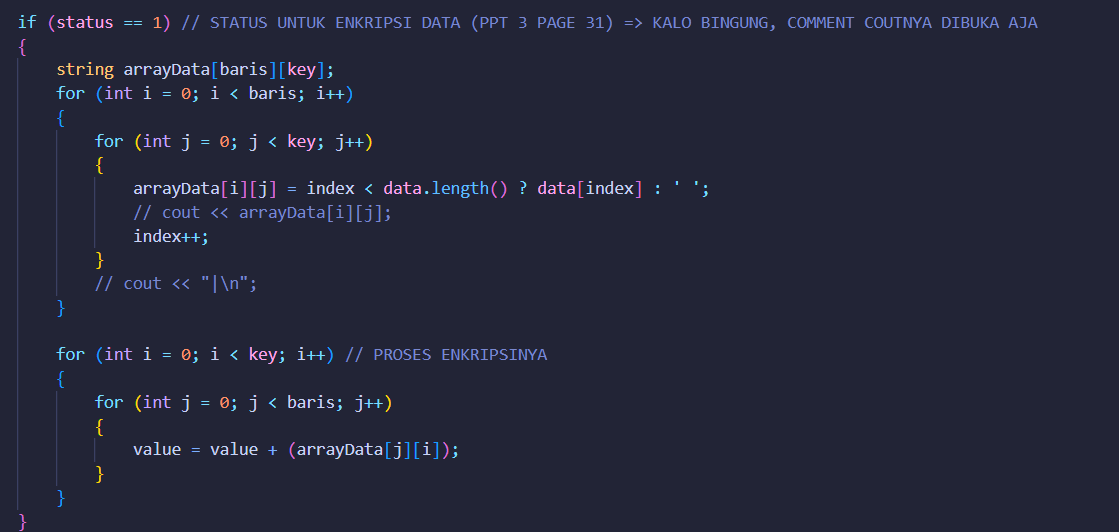 if (status == 1) // STATUS UNTUK ENKRIPSI DATA (PPT 3 PAGE 31) => KALO BINGUNG, COMMENT COUTNYA DIBUKA AJA
{
    string arrayData[baris][key];
    for (int i = 0; i < baris; i++)
    {
        for (int j = 0; j < key; j++)
        {
            arrayData[i][j] = index < data.length() ? data[index] : ' ';
            // cout << arrayData[i][j];
            index++;
        }
        // cout << "|\n";
    }

    for (int i = 0; i < key; i++) // PROSES ENKRIPSINYA
    {
        for (int j = 0; j < baris; j++)
        {
            value = value + (arrayData[j][i]);
        }
    }
}